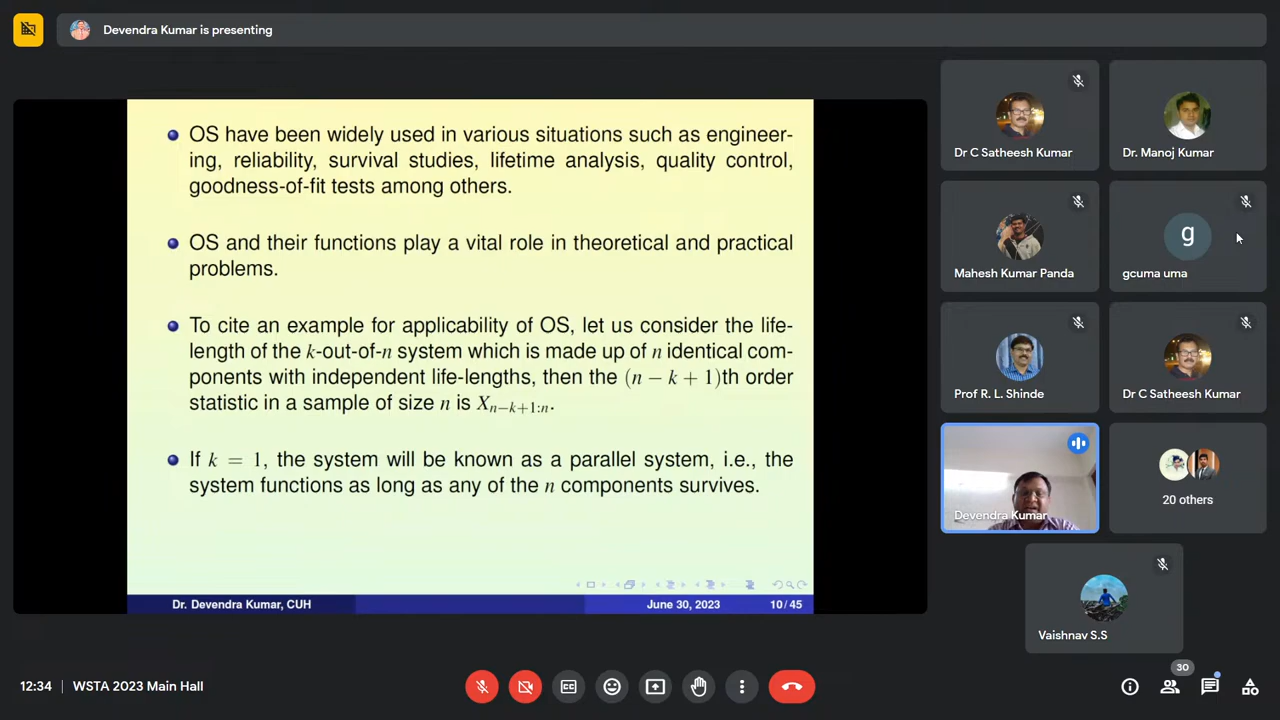 Devendra Kumar is presenting
OS have been widely used in various situations such as engineer-
ing, reliability, survival studies, lifetime analysis, quality control,
goodness-of-fit tests among others.
OS and their functions play a vital role in theoretical and practical
problems.
To cite an example for applicability of OS, let us consider the life-
length of the k-out-of-n system which is made up of n identical com-
ponents with independent life-lengths, then the (n − k + 1)th order
statistic in a sample of size n is Xn−k+1:n.
If k = 1, the system will be known as a parallel system, i.e., the
system functions as long as any of the n components survives.
Dr. Devendra Kumar, CUH
June 30, 2023
10/45
Dr C Satheesh Kumar
Dr. Manoj Kumar
Mahesh Kumar Panda
g
gcuma uma
Prof R. L. Shinde
Dr C Satheesh Kumar
Devendra Kumar
20 others
Vaishnav S.S
12:34 | WSTA 2023 Main Hall
CC
30